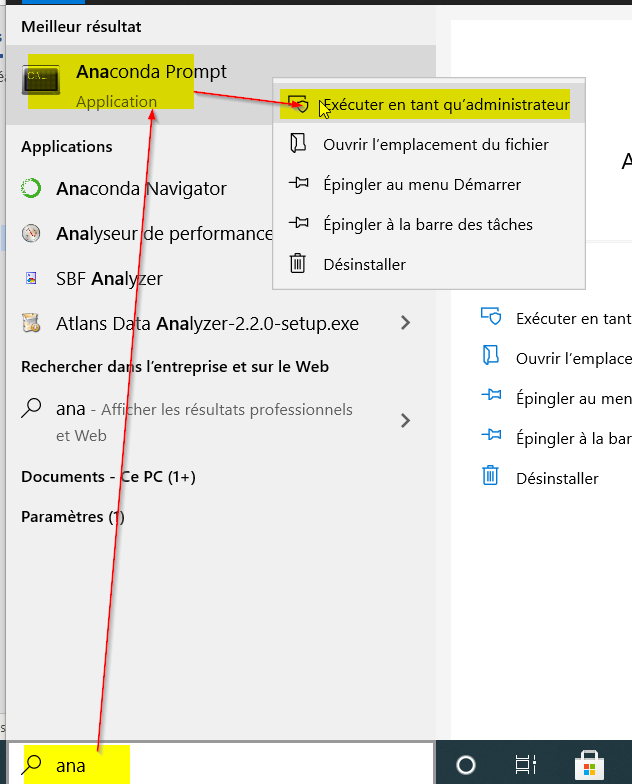 Meilleur résultat
Anaconda Prompt
Application
Exécuter en tant qu'administrateur
Ouvrir l'emplacement du fichier
Épingler au menu Démarrer
Épingler à la barre des tâches
Désinstaller
Applications
Anaconda Navigator
Analyseur de performance
SBF Analyzer
Atlans Data Analyzer-2.2.0-setup.exe
Rechercher dans l'entreprise et sur le Web
ana - Afficher les résultats professionnels
et Web
Documents - Ce PC (1+)
Paramètres (1)
ana
A
Exécuter en tant
Ouvrir l'emplace
Épingler au men
Épingler à la bar
Désinstaller